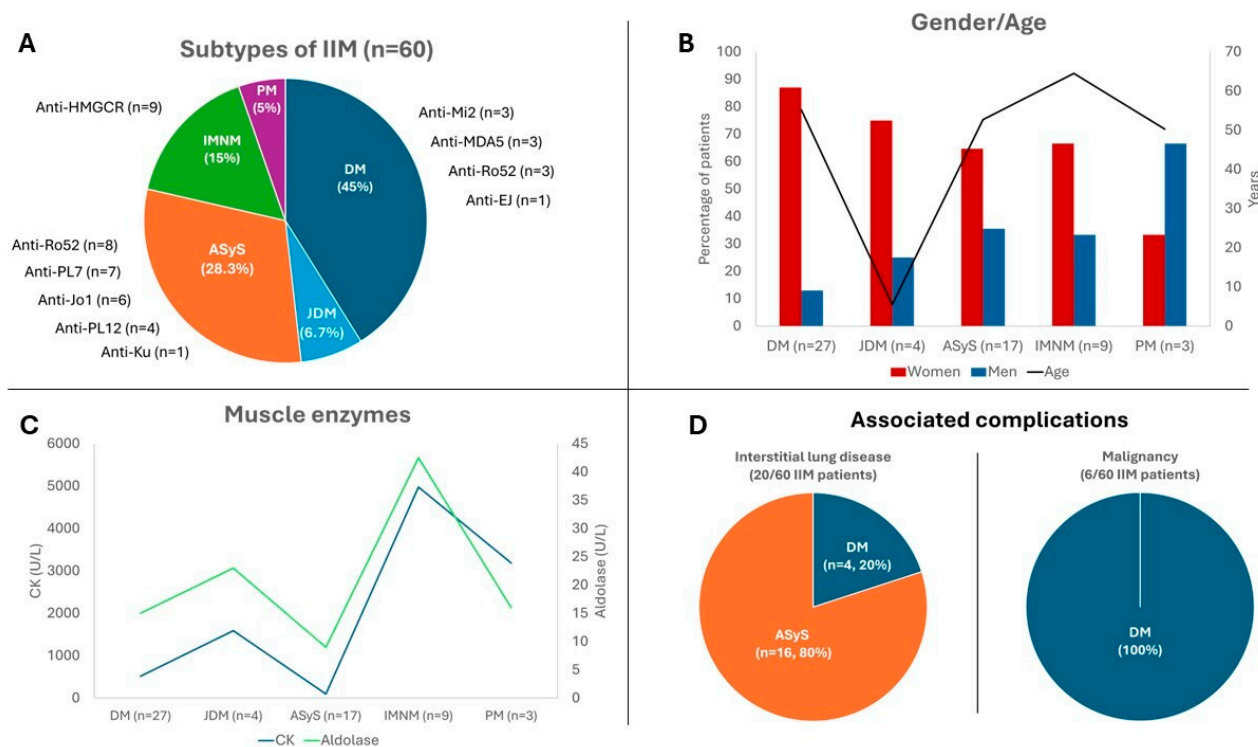 A
Subtypes of IIM (n=60)
Anti-HMGCR (n=9)
PM
(5%)
IMNM
(15%)
DM
(45%)
Anti-Mi2 (n=3)
Anti-MDA5 (n=3)
Anti-Ro52 (n=3)
Anti-EJ (n=1)
ASyS
(28.3%)
JDM
(6.7%)
Anti-Ro52 (n=8)
Anti-PL7 (n=7)
Anti-Jo1 (n=6)
Anti-PL12 (n=4)
Anti-Ku (n=1)
B
Gender/Age
Percentage of patients
100
90
80
70
60
50
40
30
20
10
0
70
60
50
40
30
20
10
0
Years
DM (n=27) JDM (n=4) ASyS (n=17) IMNM (n=9) PM (n=3)
Women Men Age
C
Muscle enzymes
CK (U/L)
6000
5000
4000
3000
2000
1000
0
45
40
35
30
25
20
15
10
5
0
Aldolase (U/L)
DM (n=27) JDM (n=4) ASyS (n=17) IMNM (n=9) PM (n=3)
CK Aldolase
D
Associated complications
Interstitial lung disease
(20/60 IIM patients)
DM
(n=4, 20%)
ASyS
(n=16, 80%)
Malignancy
(6/60 IIM patients)
DM
(100%)